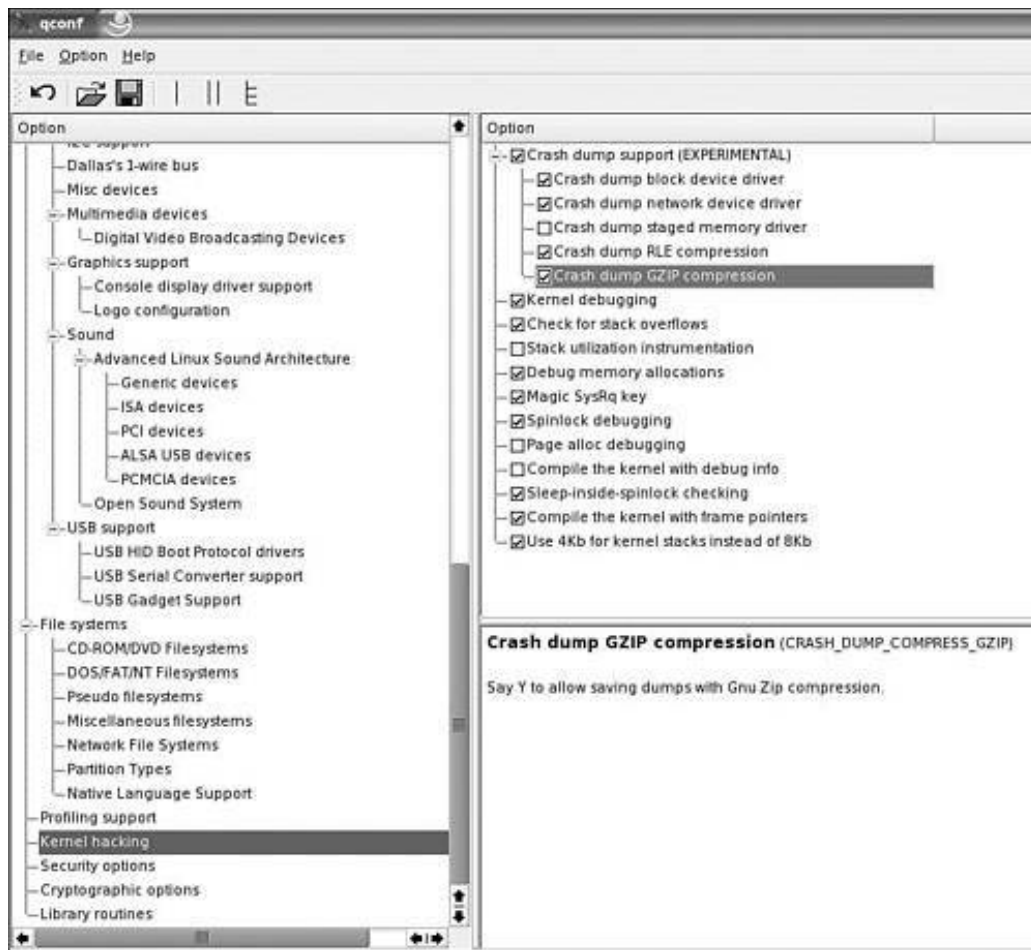 qconf
File Option Help
Option
Dallas's 1-wire bus
Misc devices
Multimedia devices
Digital Video Broadcasting Devices
Graphics support
Console display driver support
Logo configuration
Sound
Advanced Linux Sound Architecture
Generic devices
ISA devices
PCI devices
ALSA USB devices
PCMCIA devices
Open Sound System
USB support
USB HID Boot Protocol drivers
USB Serial Converter support
USB Gadget Support
File systems
CD-ROM/DVD Filesystems
DOS/FAT/NT Filesystems
Pseudo filesystems
Miscellaneous filesystems
Network File Systems
Partition Types
Native Language Support
Profiling support
Kernel hacking
Security options
Cryptographic options
Library routines
Option
Crash dump support (EXPERIMENTAL)
Crash dump block device driver
Crash dump network device driver
Crash dump staged memory driver
Crash dump RLE compression
Crash dump GZIP compression
Kernel debugging
Check for stack overflows
Stack utilization instrumentation
Debug memory allocations
Magic SysRq key
Spinlock debugging
Page alloc debugging
Compile the kernel with debug info
Sleep-inside-spinlock checking
Compile the kernel with frame pointers
Use 4Kb for kernel stacks instead of 8Kb
Crash dump GZIP compression (CRASH_DUMP_COMPRESS_GZIP)
Say Y to allow saving dumps with Gnu Zip compression.